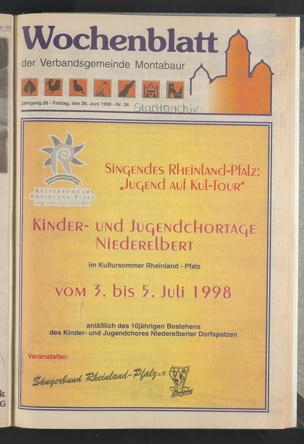 Wochenblatt
der Verbandsgemeinde Montabaur
Jahrgang 26 - Freitag, den 26. Juni 1998 - Nr. 26
Stadtarchiv
KULTURSOMMER
RHEINLAND-PFALZ
Singendes Rheinland-Pfalz:
„Jugend auf Kul-Tour“
Kinder- und Jugendchortage
Niederelbert
im Kultursommer Rheinland - Pfalz
vom 3. bis 5. Juli 1998
anläßlich des 10jährigen Bestehens
des Kinder- und Jugendchores Niederelberter Dorfspatzen
Veranstalter:
Sängerbund Rheinland-Pfalz e.V.